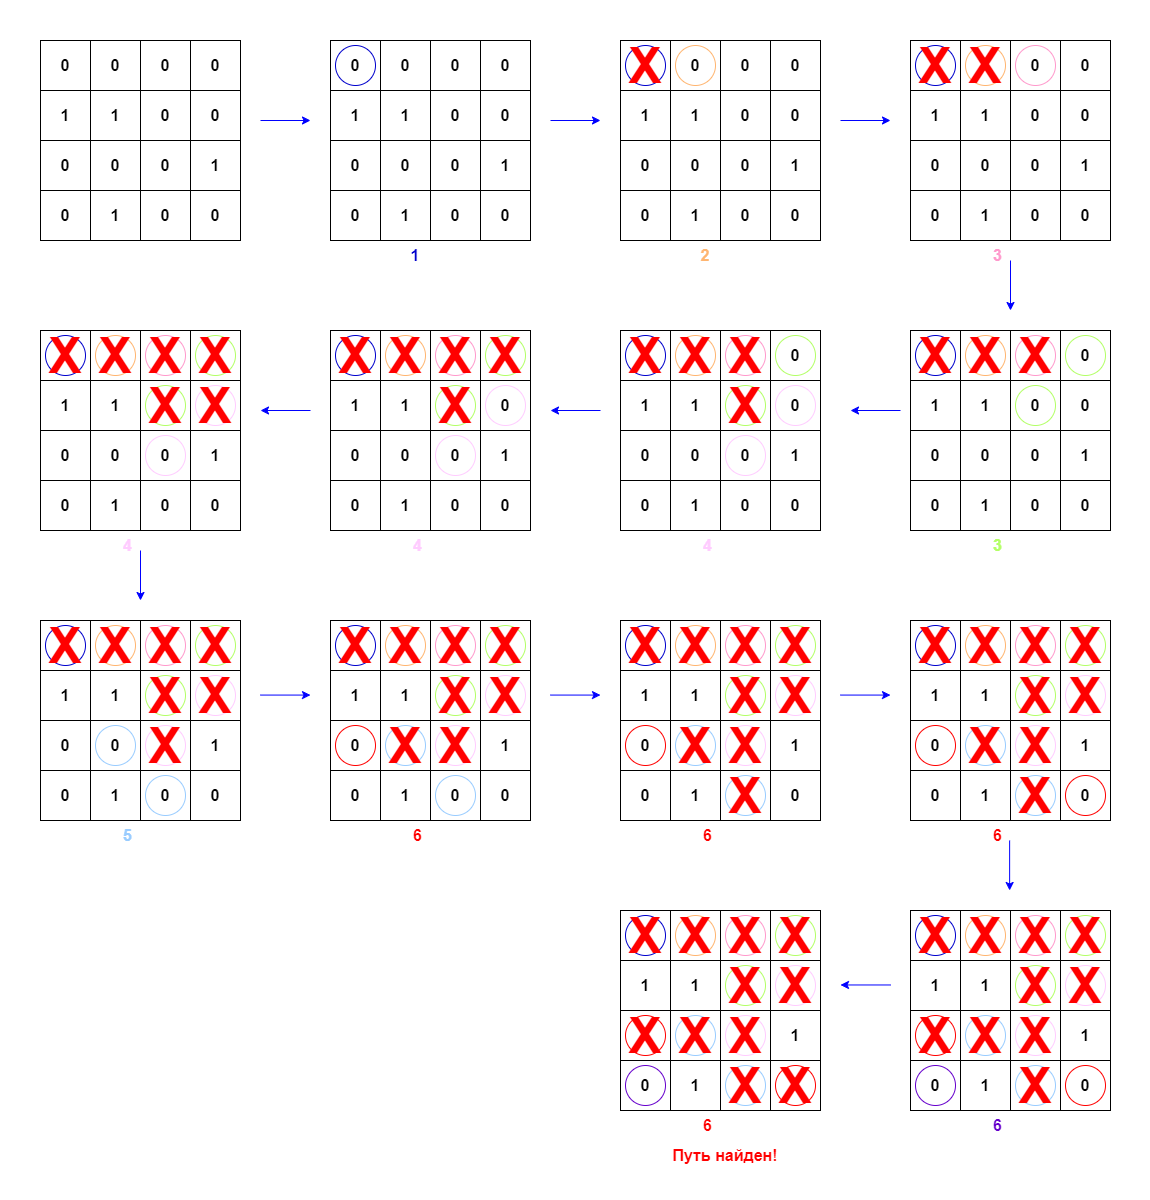 0 0 0 0
1 1 0 0
0 0 0 1
0 1 0 0
0 0 0 0
1 1 0 0
0 0 0 1
0 1 0 0
1
X 0 0 0
1 1 0 0
0 0 0 1
0 1 0 0
2
X X 0 0
1 1 0 0
0 0 0 1
0 1 0 0
3
X X X X
1 1 X X
0 0 0 1
0 1 0 0
4
X X X X
1 1 X 0
0 0 0 1
0 1 0 0
4
X X X 0
1 1 X 0
0 0 0 1
0 1 0 0
4
X X X 0
1 1 0 0
0 0 0 1
0 1 0 0
3
X X X X
1 1 X X
0 0 X 1
0 1 0 0
5
X X X X
1 1 X X
0 X X 1
0 1 0 0
6
X X X X
1 1 X X
0 X X 1
0 1 X 0
6
X X X X
1 1 X X
0 X X 1
0 1 X 0
6
X X X X
1 1 X X
X X X 1
0 1 X X
6
Путь найден!
X X X X
1 1 X X
X X X 1
0 1 X 0
6